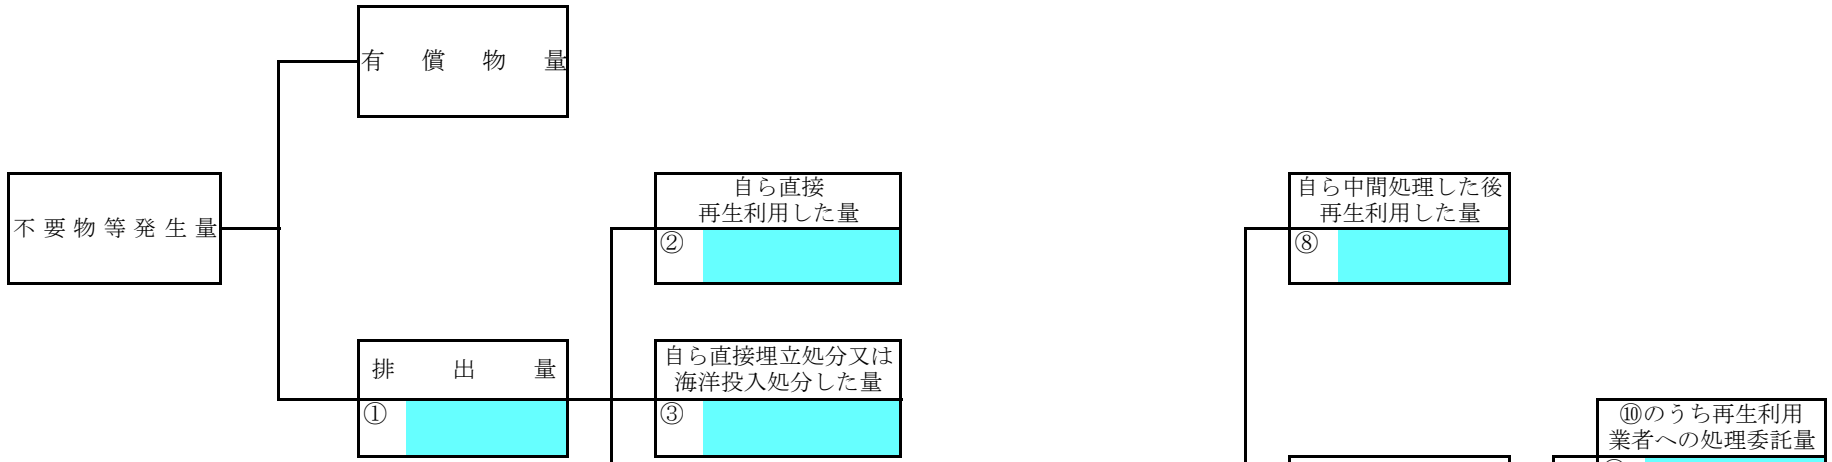 有償物量
不要物等発生量
自ら直接
再生利用した量
②
自ら中間処理した後
再生利用した量
⑧
排出量
①
自ら直接埋立処分又は
海洋投入処分した量
③
⑩のうち再生利用
業者への処理委託量